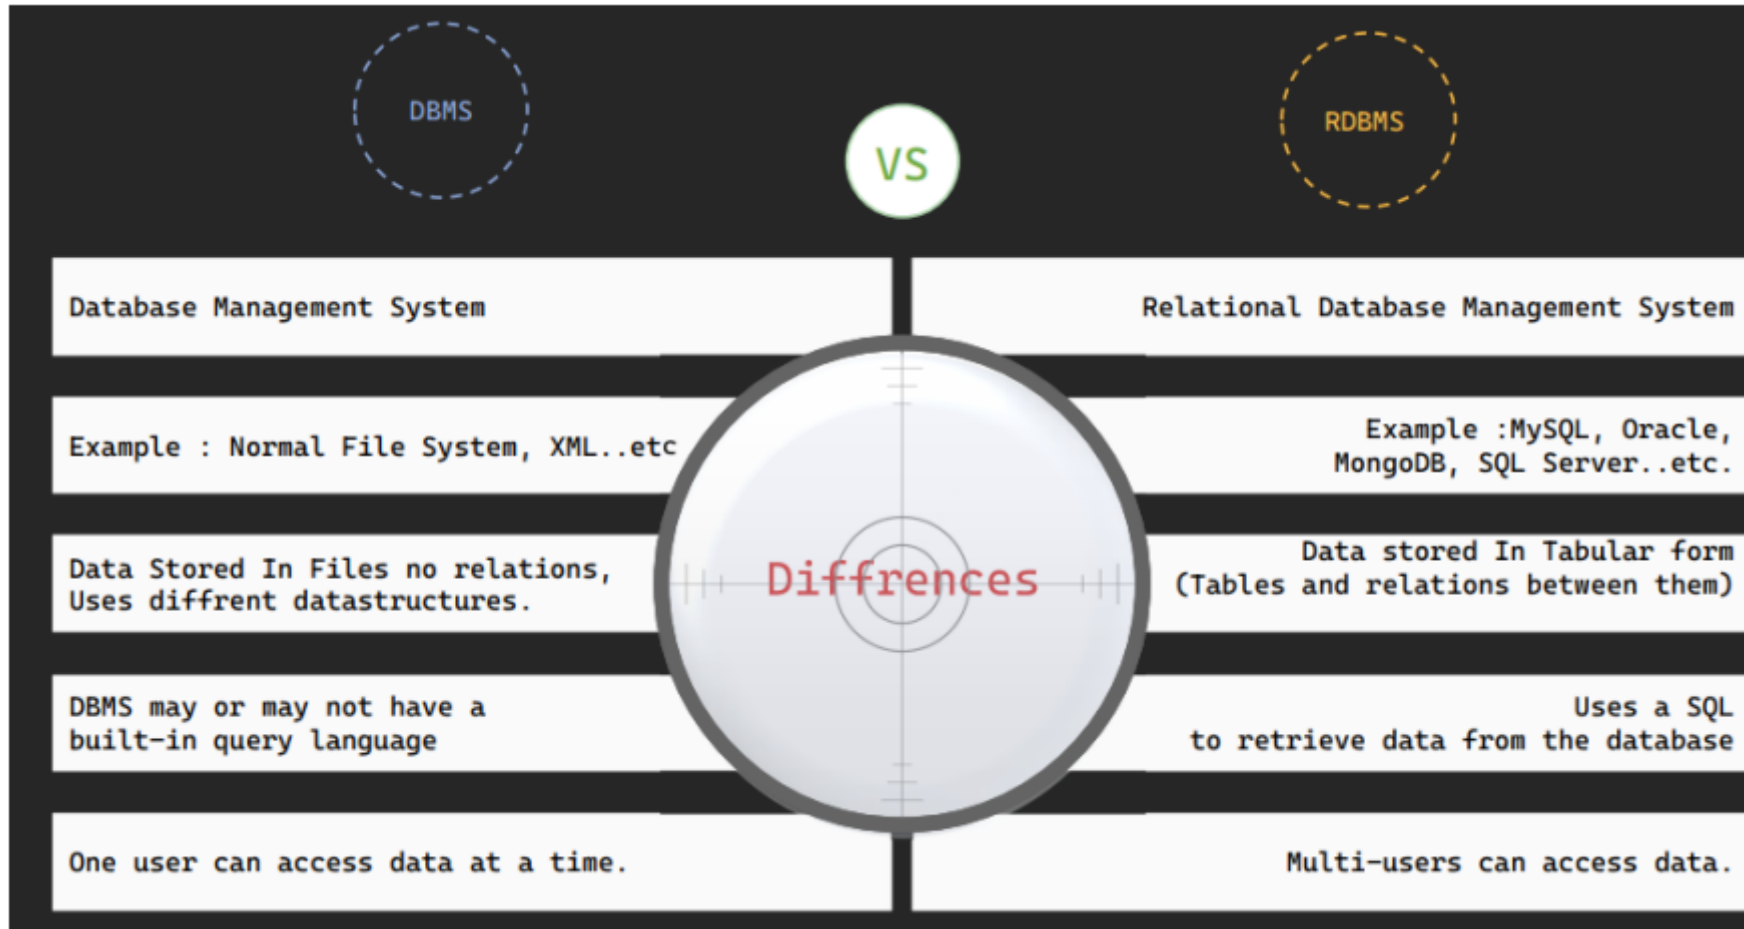 DBMS
VS
RDBMS
Database Management System
Relational Database Management System
Example : Normal File System, XML..etc
Example :MySQL, Oracle,
MongoDB, SQL Server..etc.
Data Stored In Files no relations,
Uses diffrent datastructures.
Data stored In Tabular form
(Tables and relations between them)
Diffrences
DBMS may or may not have a
built-in query language
Uses a SQL
to retrieve data from the database
One user can access data at a time.
Multi-users can access data.